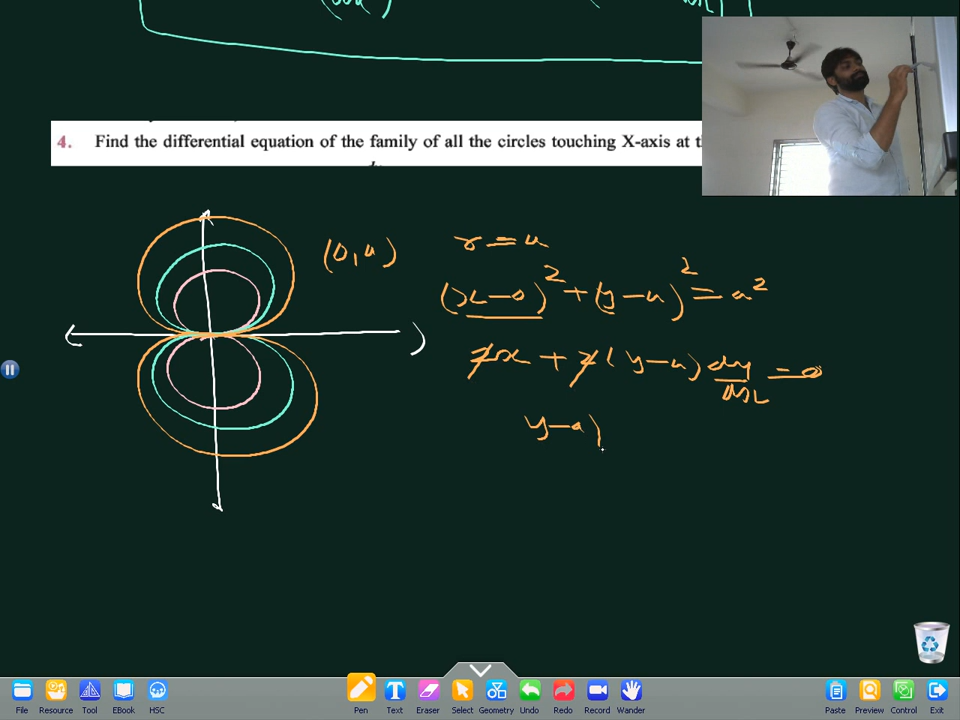 4. Find the differential equation of the family of all the circles touching X-axis at
(0, a)
r = a
(x-0)² + (y-a)² = a²
2x + 2(y-a) dy/dx = 0
y-a)
File Resource Tool EBook HSC Pen Text Eraser Select Geometry Undo Redo Record Wander Paste Preview Control Exit